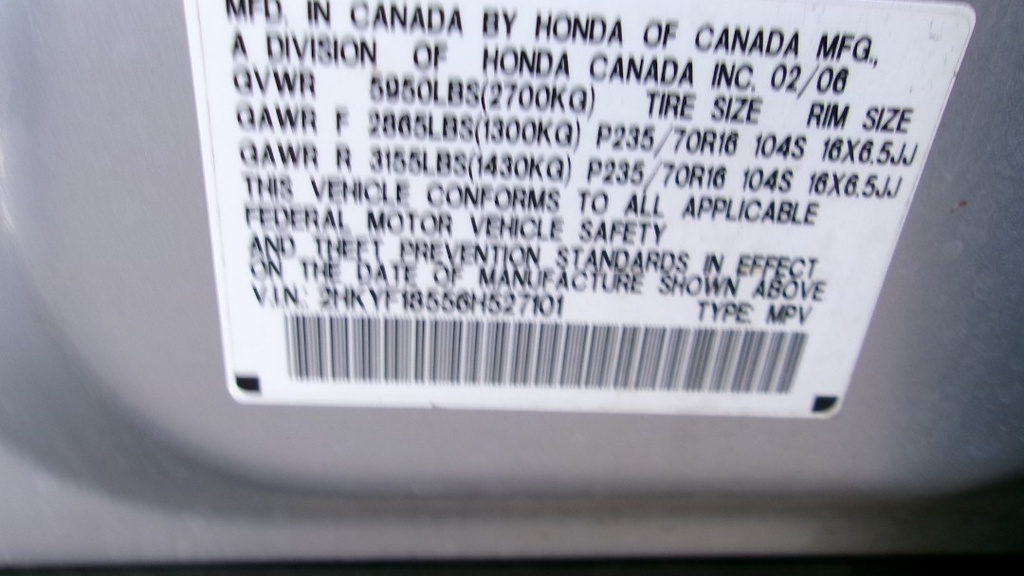 MFD. IN CANADA BY HONDA OF CANADA MFG.,
A DIVISION OF HONDA CANADA INC. 02/06
GVWR 5950LBS(2700KG) TIRE SIZE RIM SIZE
GAWR F 2865LBS(1300KG) P235/70R16 104S 16X6.5JJ
GAWR R 3155LBS(1430KG) P235/70R16 104S 16X6.5JJ
THIS VEHICLE CONFORMS TO ALL APPLICABLE
FEDERAL MOTOR VEHICLE SAFETY
AND THEFT PREVENTION STANDARDS IN EFFECT
ON THE DATE OF MANUFACTURE SHOWN ABOVE
V.I.N.: 2HKYF18556H527101 TYPE: MPV